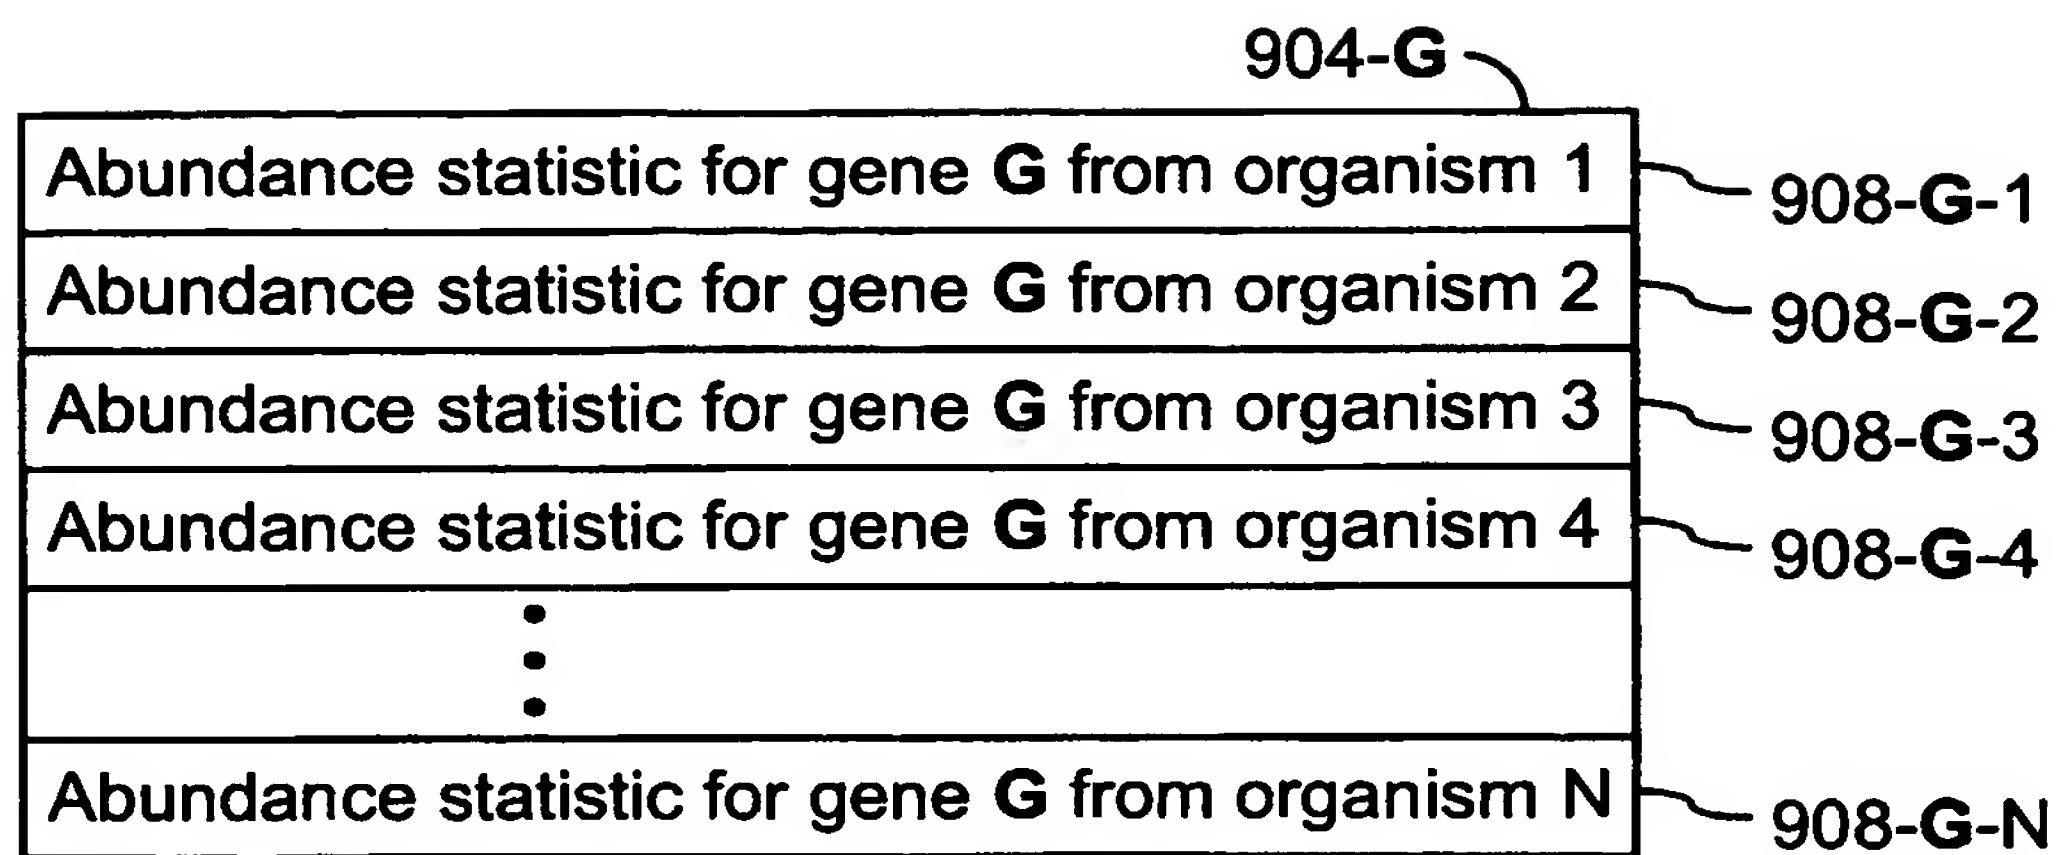 904-G
Abundance statistic for gene G from organism 1
908-G-1
Abundance statistic for gene G from organism 2
908-G-2
Abundance statistic for gene G from organism 3
908-G-3
Abundance statistic for gene G from organism 4
908-G-4
Abundance statistic for gene G from organism N
908-G-N